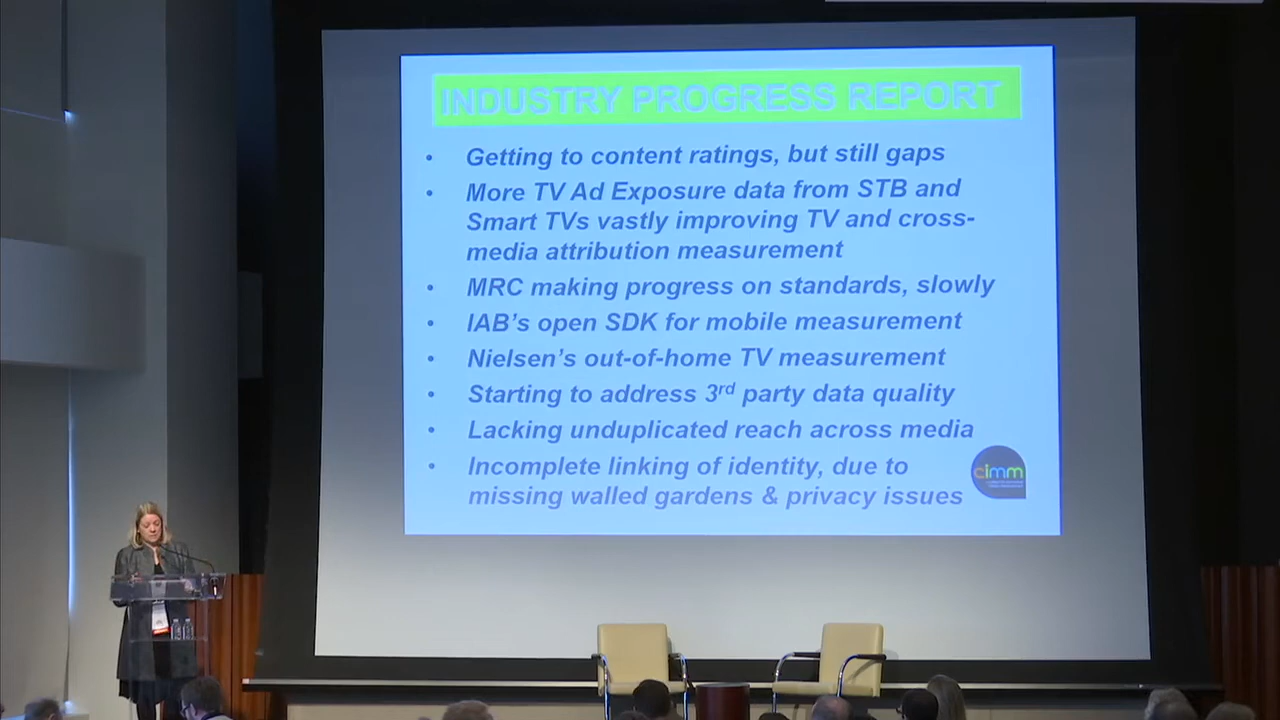 INDUSTRY PROGRESS REPORT
• Getting to content ratings, but still gaps
• More TV Ad Exposure data from STB and
Smart TVs vastly improving TV and cross-
media attribution measurement
• MRC making progress on standards, slowly
• IAB's open SDK for mobile measurement
• Nielsen's out-of-home TV measurement
• Starting to address 3rd party data quality
• Lacking unduplicated reach across media
• Incomplete linking of identity, due to
missing walled gardens & privacy issues
cimm